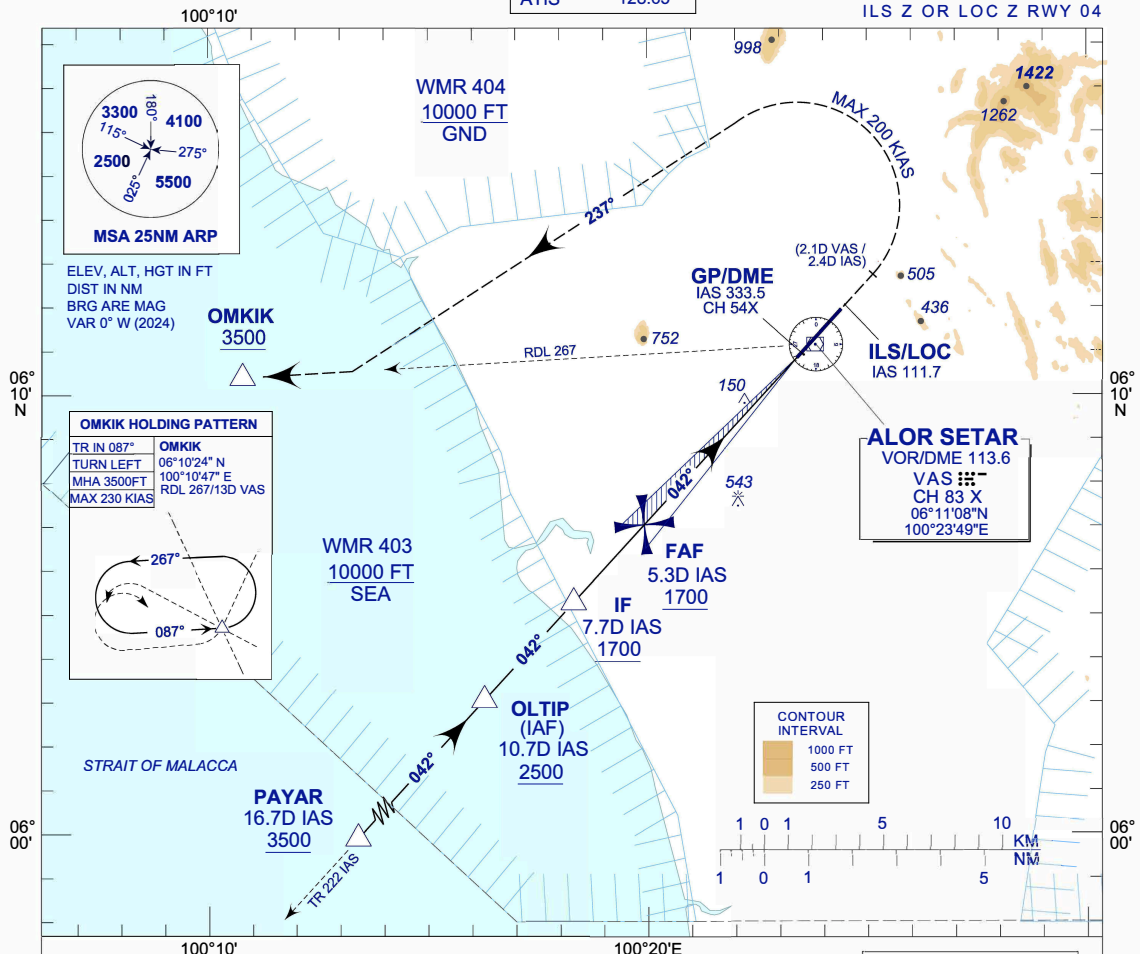 100°10'
ILS Z OR LOC Z RWY 04
998
1422
1262
WMR 404
10000 FT
GND
MAX 200 KIAS
3300
180°
4100
115°
275°
2500
025°
5500
MSA 25NM ARP
237°
ELEV, ALT, HGT IN FT
DIST IN NM
BRG ARE MAG
VAR 0° W (2024)
(2.1D VAS /
2.4D IAS)
505
436
GP/DME
IAS 333.5
CH 54X
OMKIK
3500
752
RDL 267
ILS/LOC
IAS 111.7
06°
10'
N
06°
10'
N
150
OMKIK HOLDING PATTERN
TR IN 087°
TURN LEFT
MHA 3500FT
MAX 230 KIAS
OMKIK
06°10'24" N
100°10'47" E
RDL 267/13D VAS
267°
087°
ALOR SETAR
VOR/DME 113.6
VAS
CH 83 X
06°11'08"N
100°23'49"E
042°
543
WMR 403
10000 FT
SEA
FAF
5.3D IAS
1700
IF
7.7D IAS
1700
042°
OLTIP
(IAF)
10.7D IAS
2500
042°
STRAIT OF MALACCA
PAYAR
16.7D IAS
3500
TR 222 IAS
CONTOUR
INTERVAL
1000 FT
500 FT
250 FT
06°
00'
06°
00'
1 0 1 5 10
KM
NM
1 0 1 5
100°10'
100°20'E